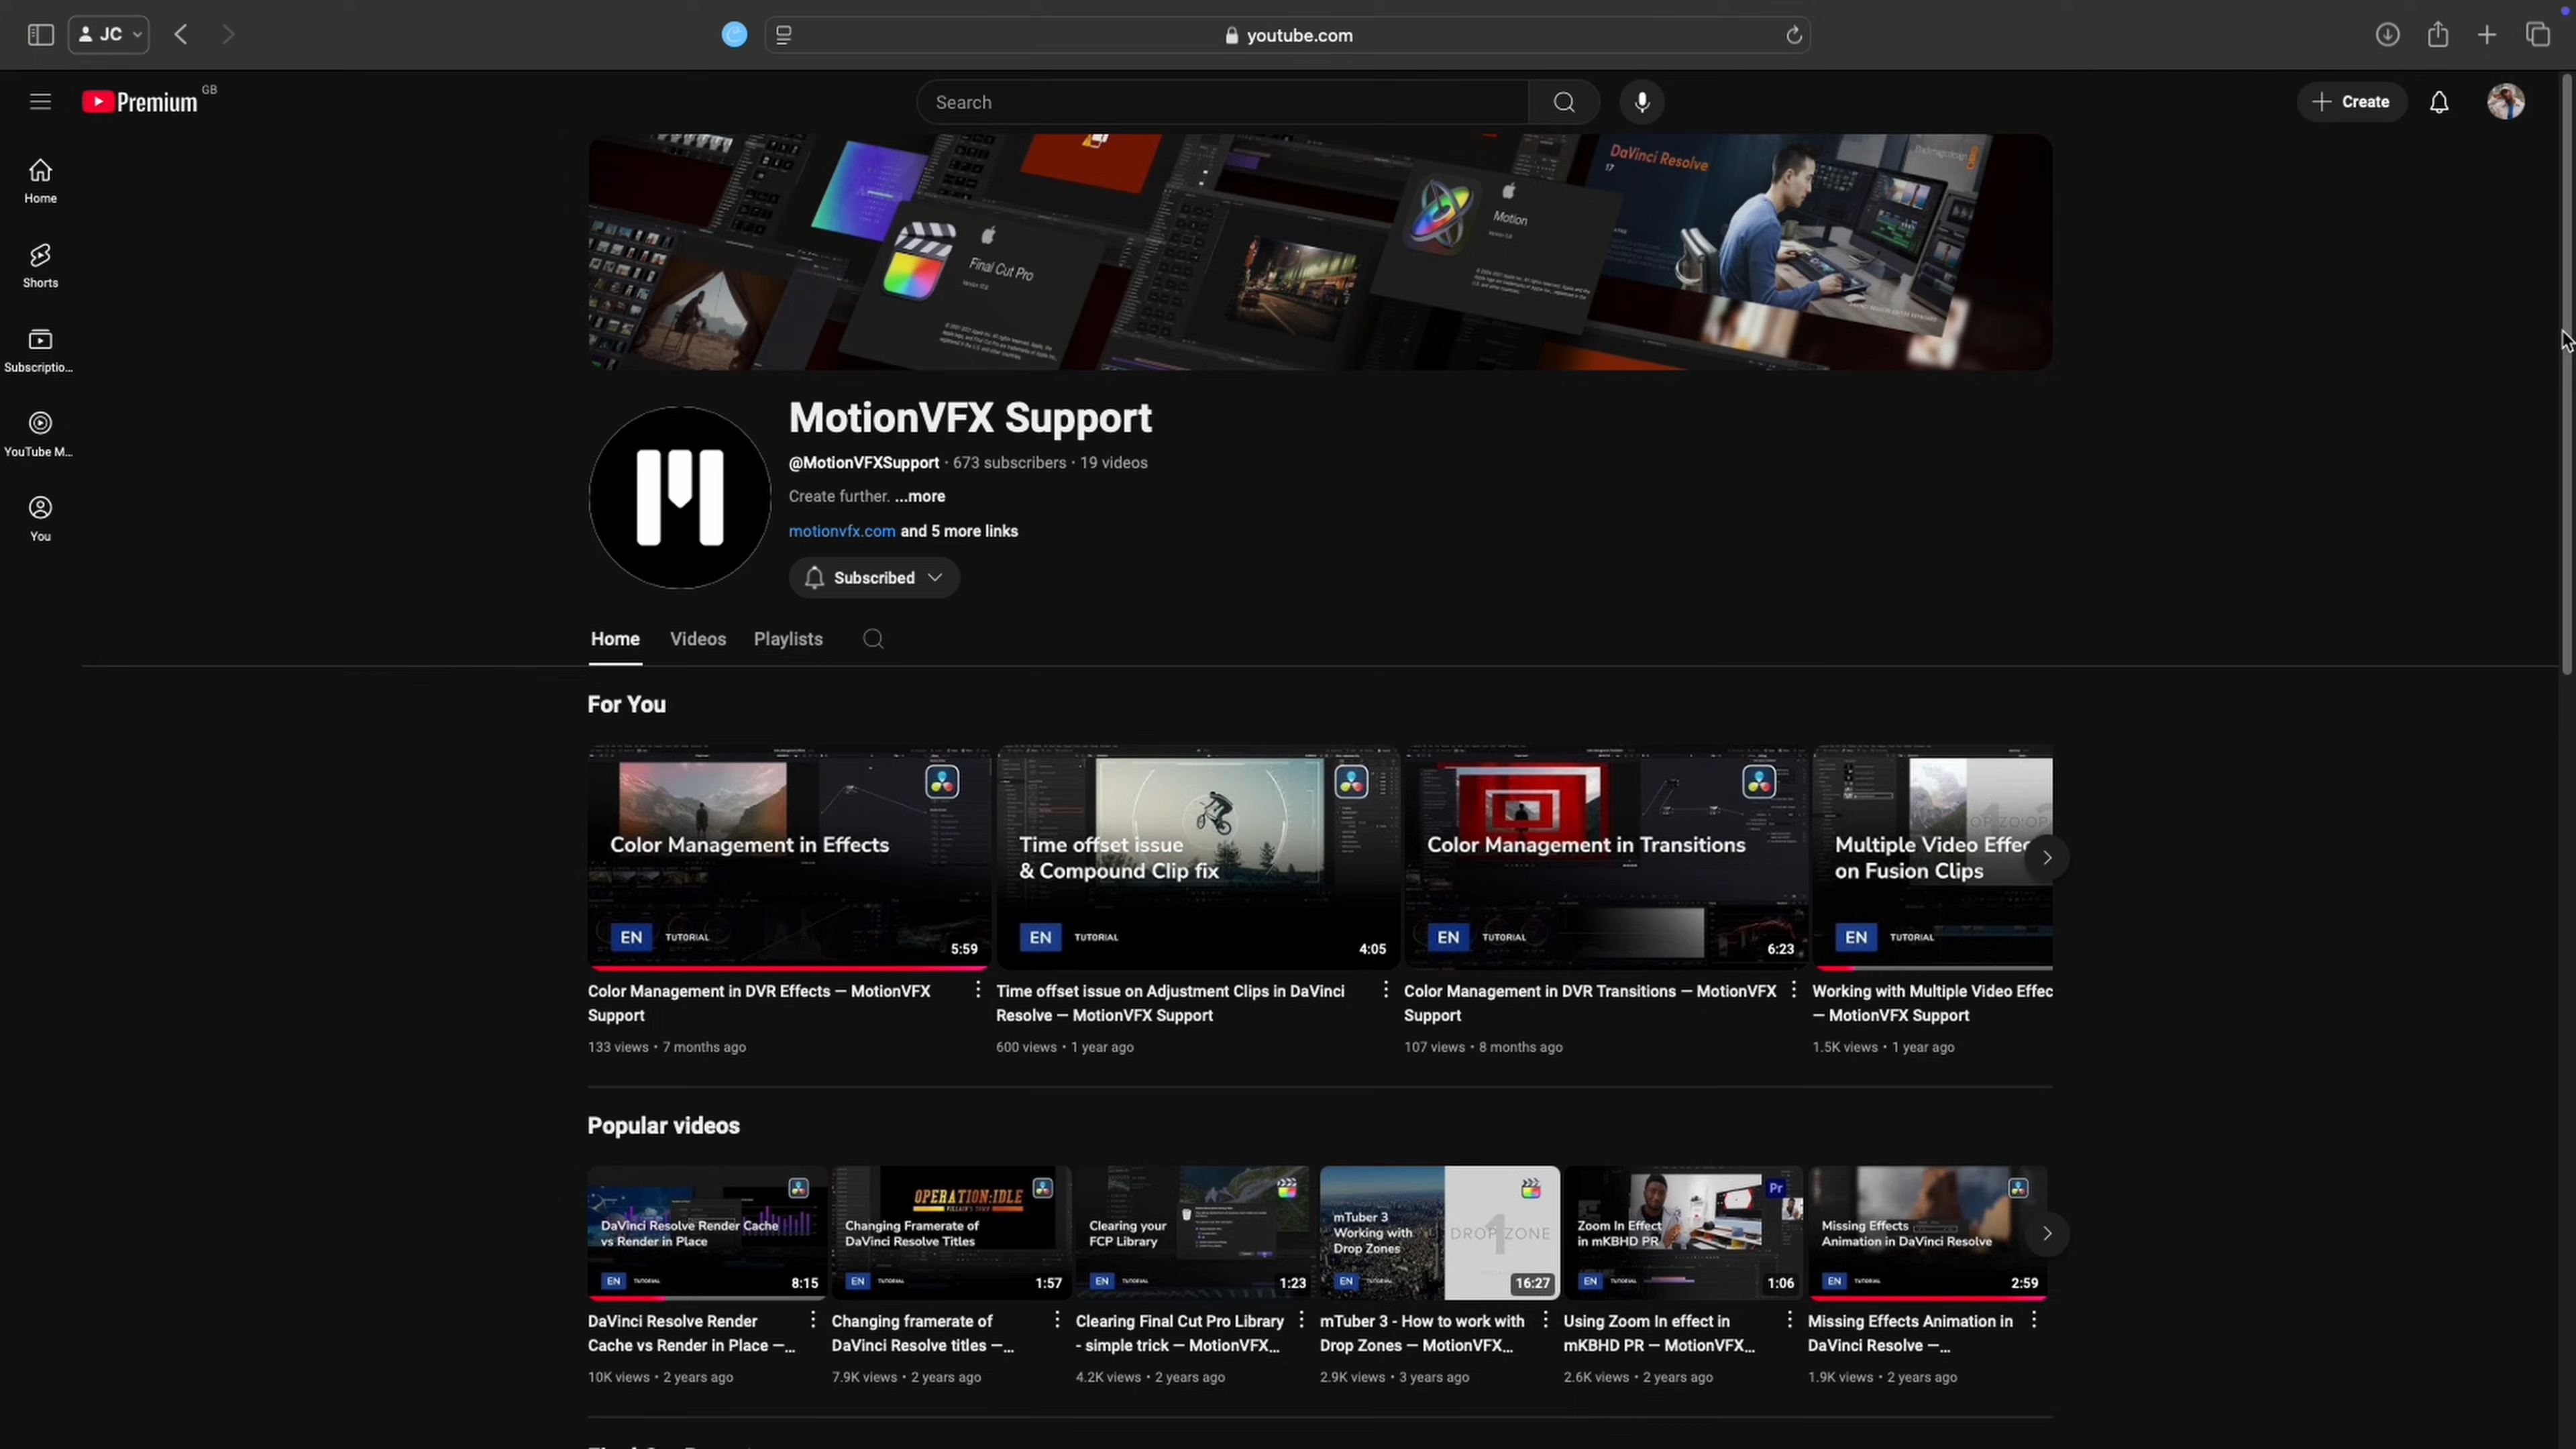 JC
youtube.com
Premium GB
Search
Create
Home
Shorts
Subscriptio...
YouTube M...
You
DaVinci Resolve
17
Final Cut Pro
Motion
MotionVFX Support
@MotionVFXSupport · 673 subscribers · 19 videos
Create further. ...more
motionvfx.com and 5 more links
Subscribed
Home Videos Playlists
For You
Color Management in Effects
EN TUTORIAL
5:59
Color Management in DVR Effects — MotionVFX
Support
133 views • 7 months ago
Time offset issue
& Compound Clip fix
EN TUTORIAL
4:05
Time offset issue on Adjustment Clips in DaVinci
Resolve — MotionVFX Support
600 views • 1 year ago
Color Management in Transitions
EN TUTORIAL
6:23
Color Management in DVR Transitions — MotionVFX
Support
107 views • 8 months ago
Multiple Video Effec
on Fusion Clips
EN TUTORIAL
Working with Multiple Video Effec
— MotionVFX Support
1.5K views • 1 year ago
Popular videos
OPERATION:IDLE
DaVinci Resolve Render Cache
vs Render in Place
EN TUTORIAL
8:15
DaVinci Resolve Render
Cache vs Render in Place —...
10K views • 2 years ago
Changing Framerate of
DaVinci Resolve Titles
EN TUTORIAL
1:57
Changing framerate of
DaVinci Resolve titles —...
7.9K views • 2 years ago
Clearing your
FCP Library
EN TUTORIAL
1:23
Clearing Final Cut Pro Library
- simple trick — MotionVFX...
4.2K views • 2 years ago
mTuber 3
Working with
Drop Zones
DROP ZONE
1
EN TUTORIAL
16:27
mTuber 3 - How to work with
Drop Zones — MotionVFX...
2.9K views • 3 years ago
Pr
Zoom In Effect
in mKBHD PR
EN TUTORIAL
1:06
Using Zoom In effect in
mKBHD PR — MotionVFX...
2.6K views • 2 years ago
Missing Effects
Animation in DaVinci Resolve
EN TUTORIAL
2:59
Missing Effects Animation in
DaVinci Resolve —...
1.9K views • 2 years ago